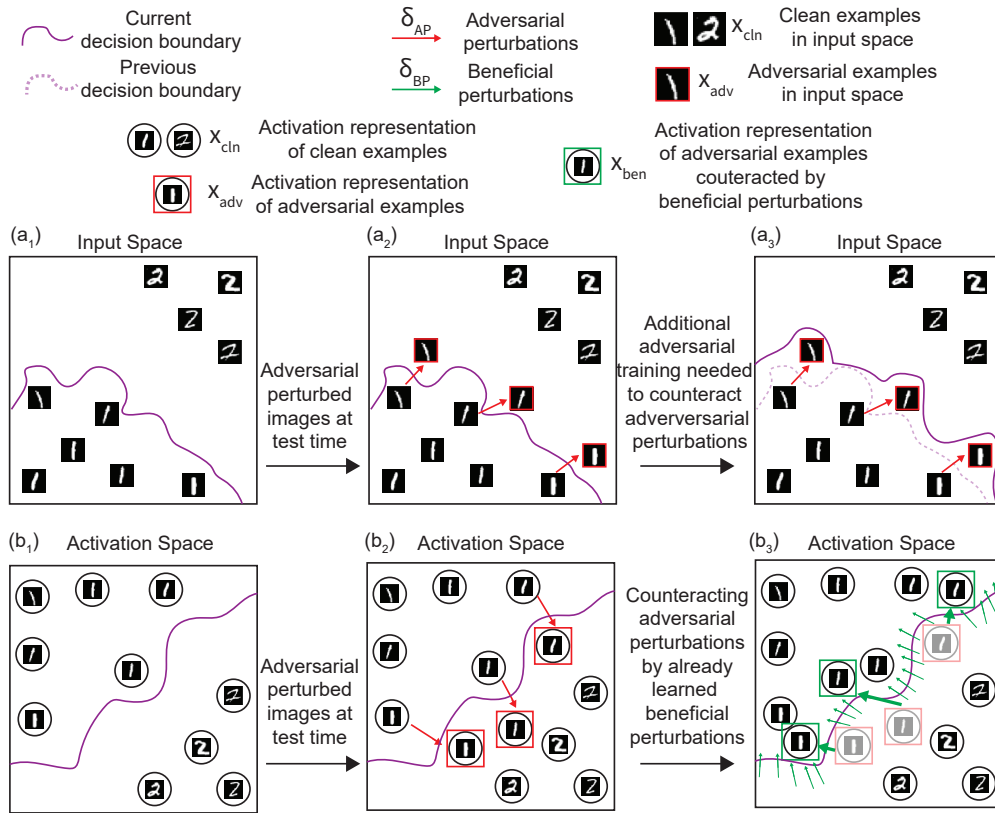 Current
decision boundary
Previous
decision boundary
δAP
Adversarial
perturbations
δBP
Beneficial
perturbations
xcln
Clean examples
in input space
xadv
Adversarial examples
in input space
xcln
Activation representation
of clean examples
xadv
Activation representation
of adversarial examples
xben
Activation representation
of adversarial examples
couteracted by
beneficial perturbations
(a1)
Input Space
(a2)
Input Space
(a3)
Input Space
Adversarial
perturbed
images at
test time
Additional
adversarial
training needed
to counteract
adverversarial
perturbations
(b1)
Activation Space
(b2)
Activation Space
(b3)
Activation Space
Adversarial
perturbed
images at
test time
Counteracting
adversarial
perturbations
by already
learned
beneficial
perturbations